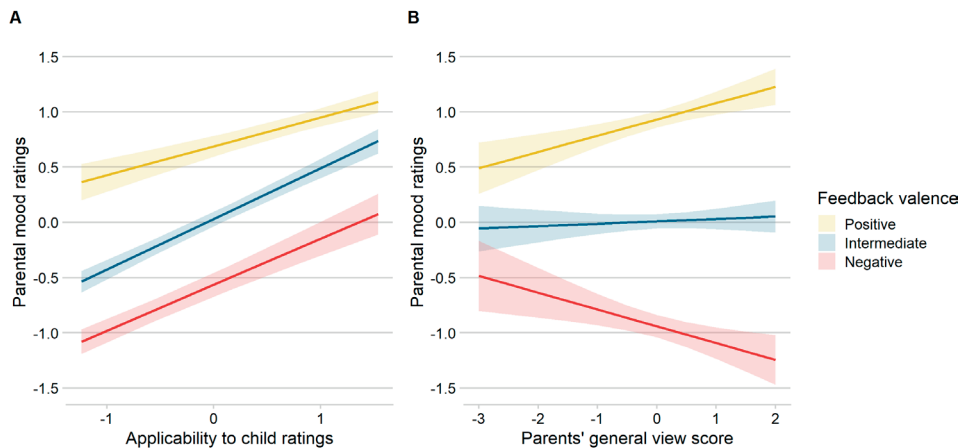 A
B
Parental mood ratings
1.5
1.0
0.5
0.0
-0.5
-1.0
-1.5
-1
0
1
Applicability to child ratings
Parental mood ratings
1.5
1.0
0.5
0.0
-0.5
-1.0
-1.5
-3
-2
-1
0
1
2
Parents' general view score
Feedback valence
Positive
Intermediate
Negative